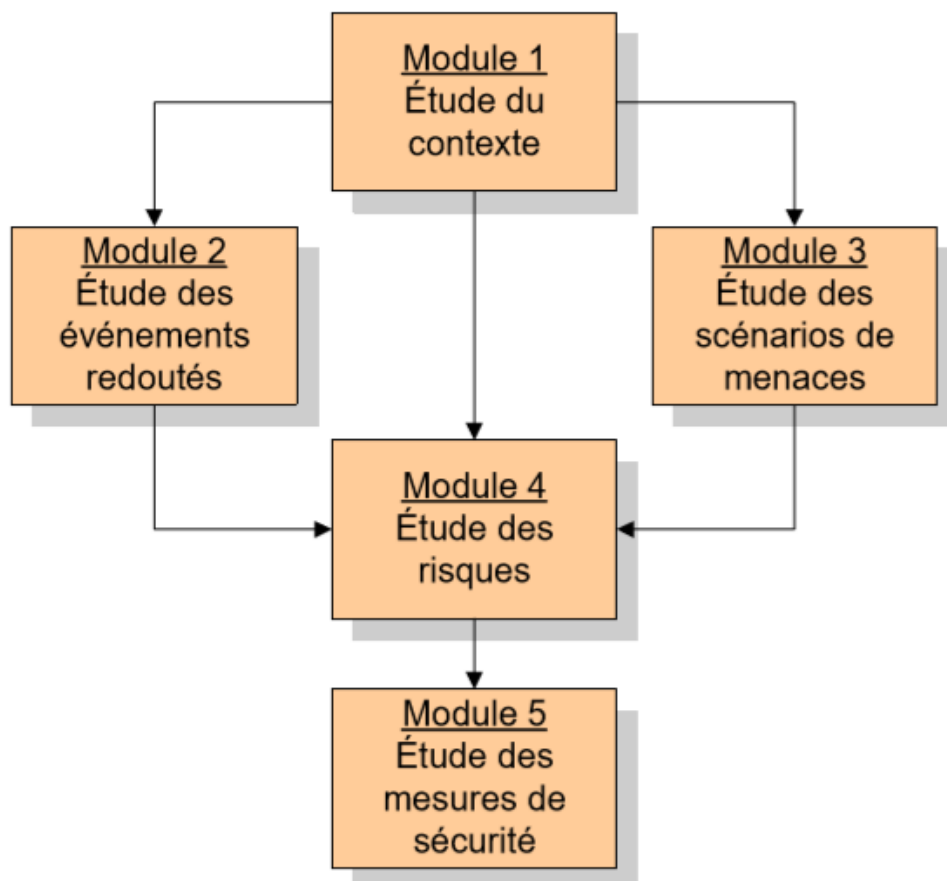 Module 1
Étude du
contexte
Module 2
Étude des
événements
redoutés
Module 3
Étude des
scénarios de
menaces
Module 4
Étude des
risques
Module 5
Étude des
mesures de
sécurité